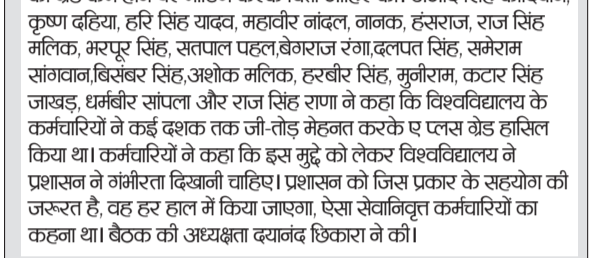 कृष्ण दहिया, हरि सिंह यादव, महावीर नांदल, नानक, हंसराज, राज सिंह
मलिक, भरपूर सिंह, सतपाल पहल,बेगराज रंगा,दलपत सिंह, समेराम
सांगवान,बिसंबर सिंह,अशोक मलिक, हरबीर सिंह, मुनीराम, कटार सिंह
जाखड़, धर्मबीर सांपला और राज सिंह राणा ने कहा कि विश्वविद्यालय के
कर्मचारियों ने कई दशक तक जी-तोड़ मेहनत करके ए प्लस ग्रेड हासिल
किया था। कर्मचारियों ने कहा कि इस मुद्दे को लेकर विश्वविद्यालय ने
प्रशासन ने गंभीरता दिखानी चाहिए। प्रशासन को जिस प्रकार के सहयोग की
जरूरत है, वह हर हाल में किया जाएगा, ऐसा सेवानिवृत्त कर्मचारियों का
कहना था। बैठक की अध्यक्षता दयानंद छिकारा ने की।